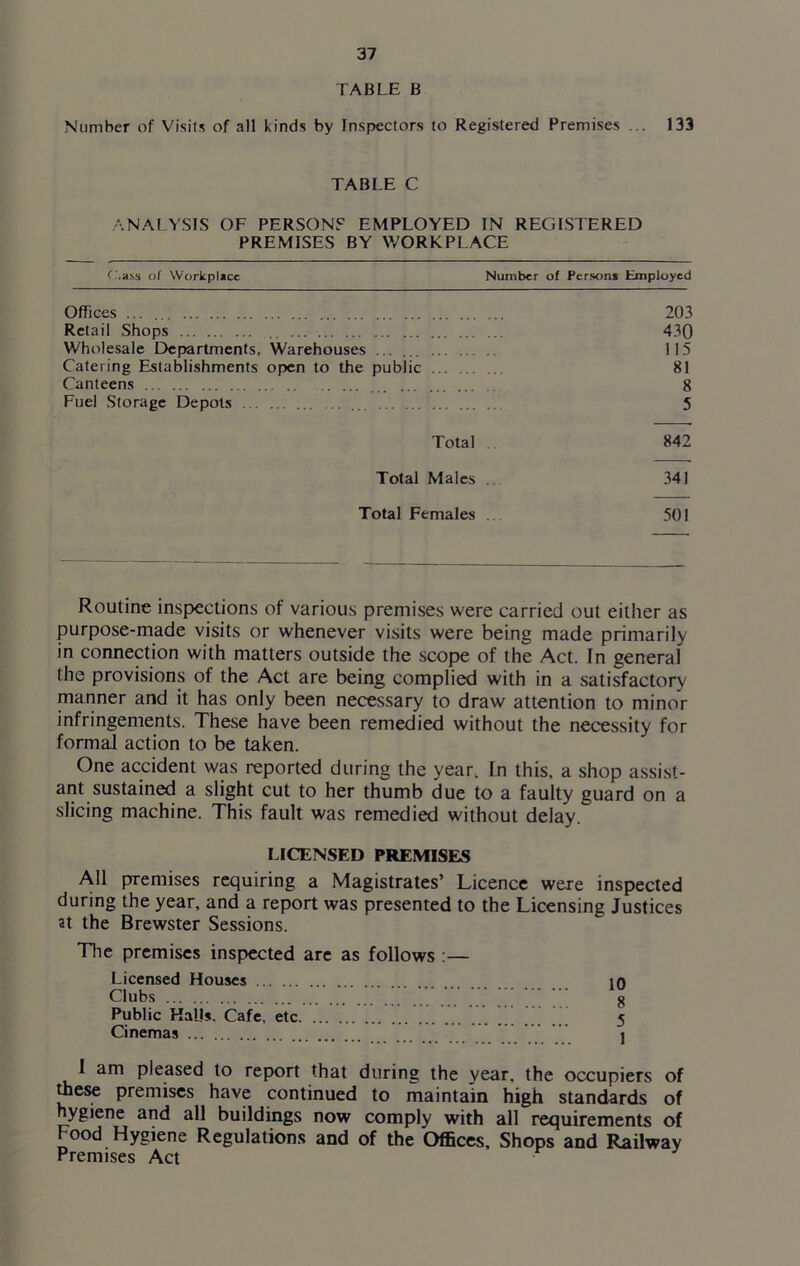 37
TABLE B
Number of Visits of all kinds by Inspectors to Registered Premises ... 133
TABLE C
ANALYSIS OF PERSONS EMPLOYED IN REGISTERED
PREMISES BY WORKPLACE
Class of Workplace Number of Persons Employed
Offices ... 203
Retail Shops ... 430
Wholesale Departments, Warehouses ... 115
Catering Establishments open to the public ... 81
Canteens ... 8
Fuel Storage Depots ... 5
Total ... 842
Total Males ... 341
Total Females ... 501
Routine inspections of various premises were carried out either as
purpose-made visits or whenever visits were being made primarily
in connection with matters outside the scope of the Act. In general
the provisions of the Act are being complied with in a satisfactory
manner and it has only been necessary to draw attention to minor
infringements. These have been remedied without the necessity for
formal action to be taken.
One accident was reported during the year. In this, a shop assist-
ant sustained a slight cut to her thumb due to a faulty guard on a
slicing machine. This fault was remedied without delay.
LICENSED PREMISES
All premises requiring a Magistrates' Licence were inspected
during the year, and a report was presented to the Licensing Justices
at the Brewster Sessions.
The premises inspected are as follows :—
Licensed Houses ... 10
Clubs ... 8
Public Halls, Cafe, etc. ... 5
Cinemas ... 1
I am pleased to report that during the year, the occupiers of
these premises have continued to maintain high standards of
hygiene and all buildings now comply with all requirements of
Food Hygiene Regulations and of the Offices, Shops and Railway
Premises Act